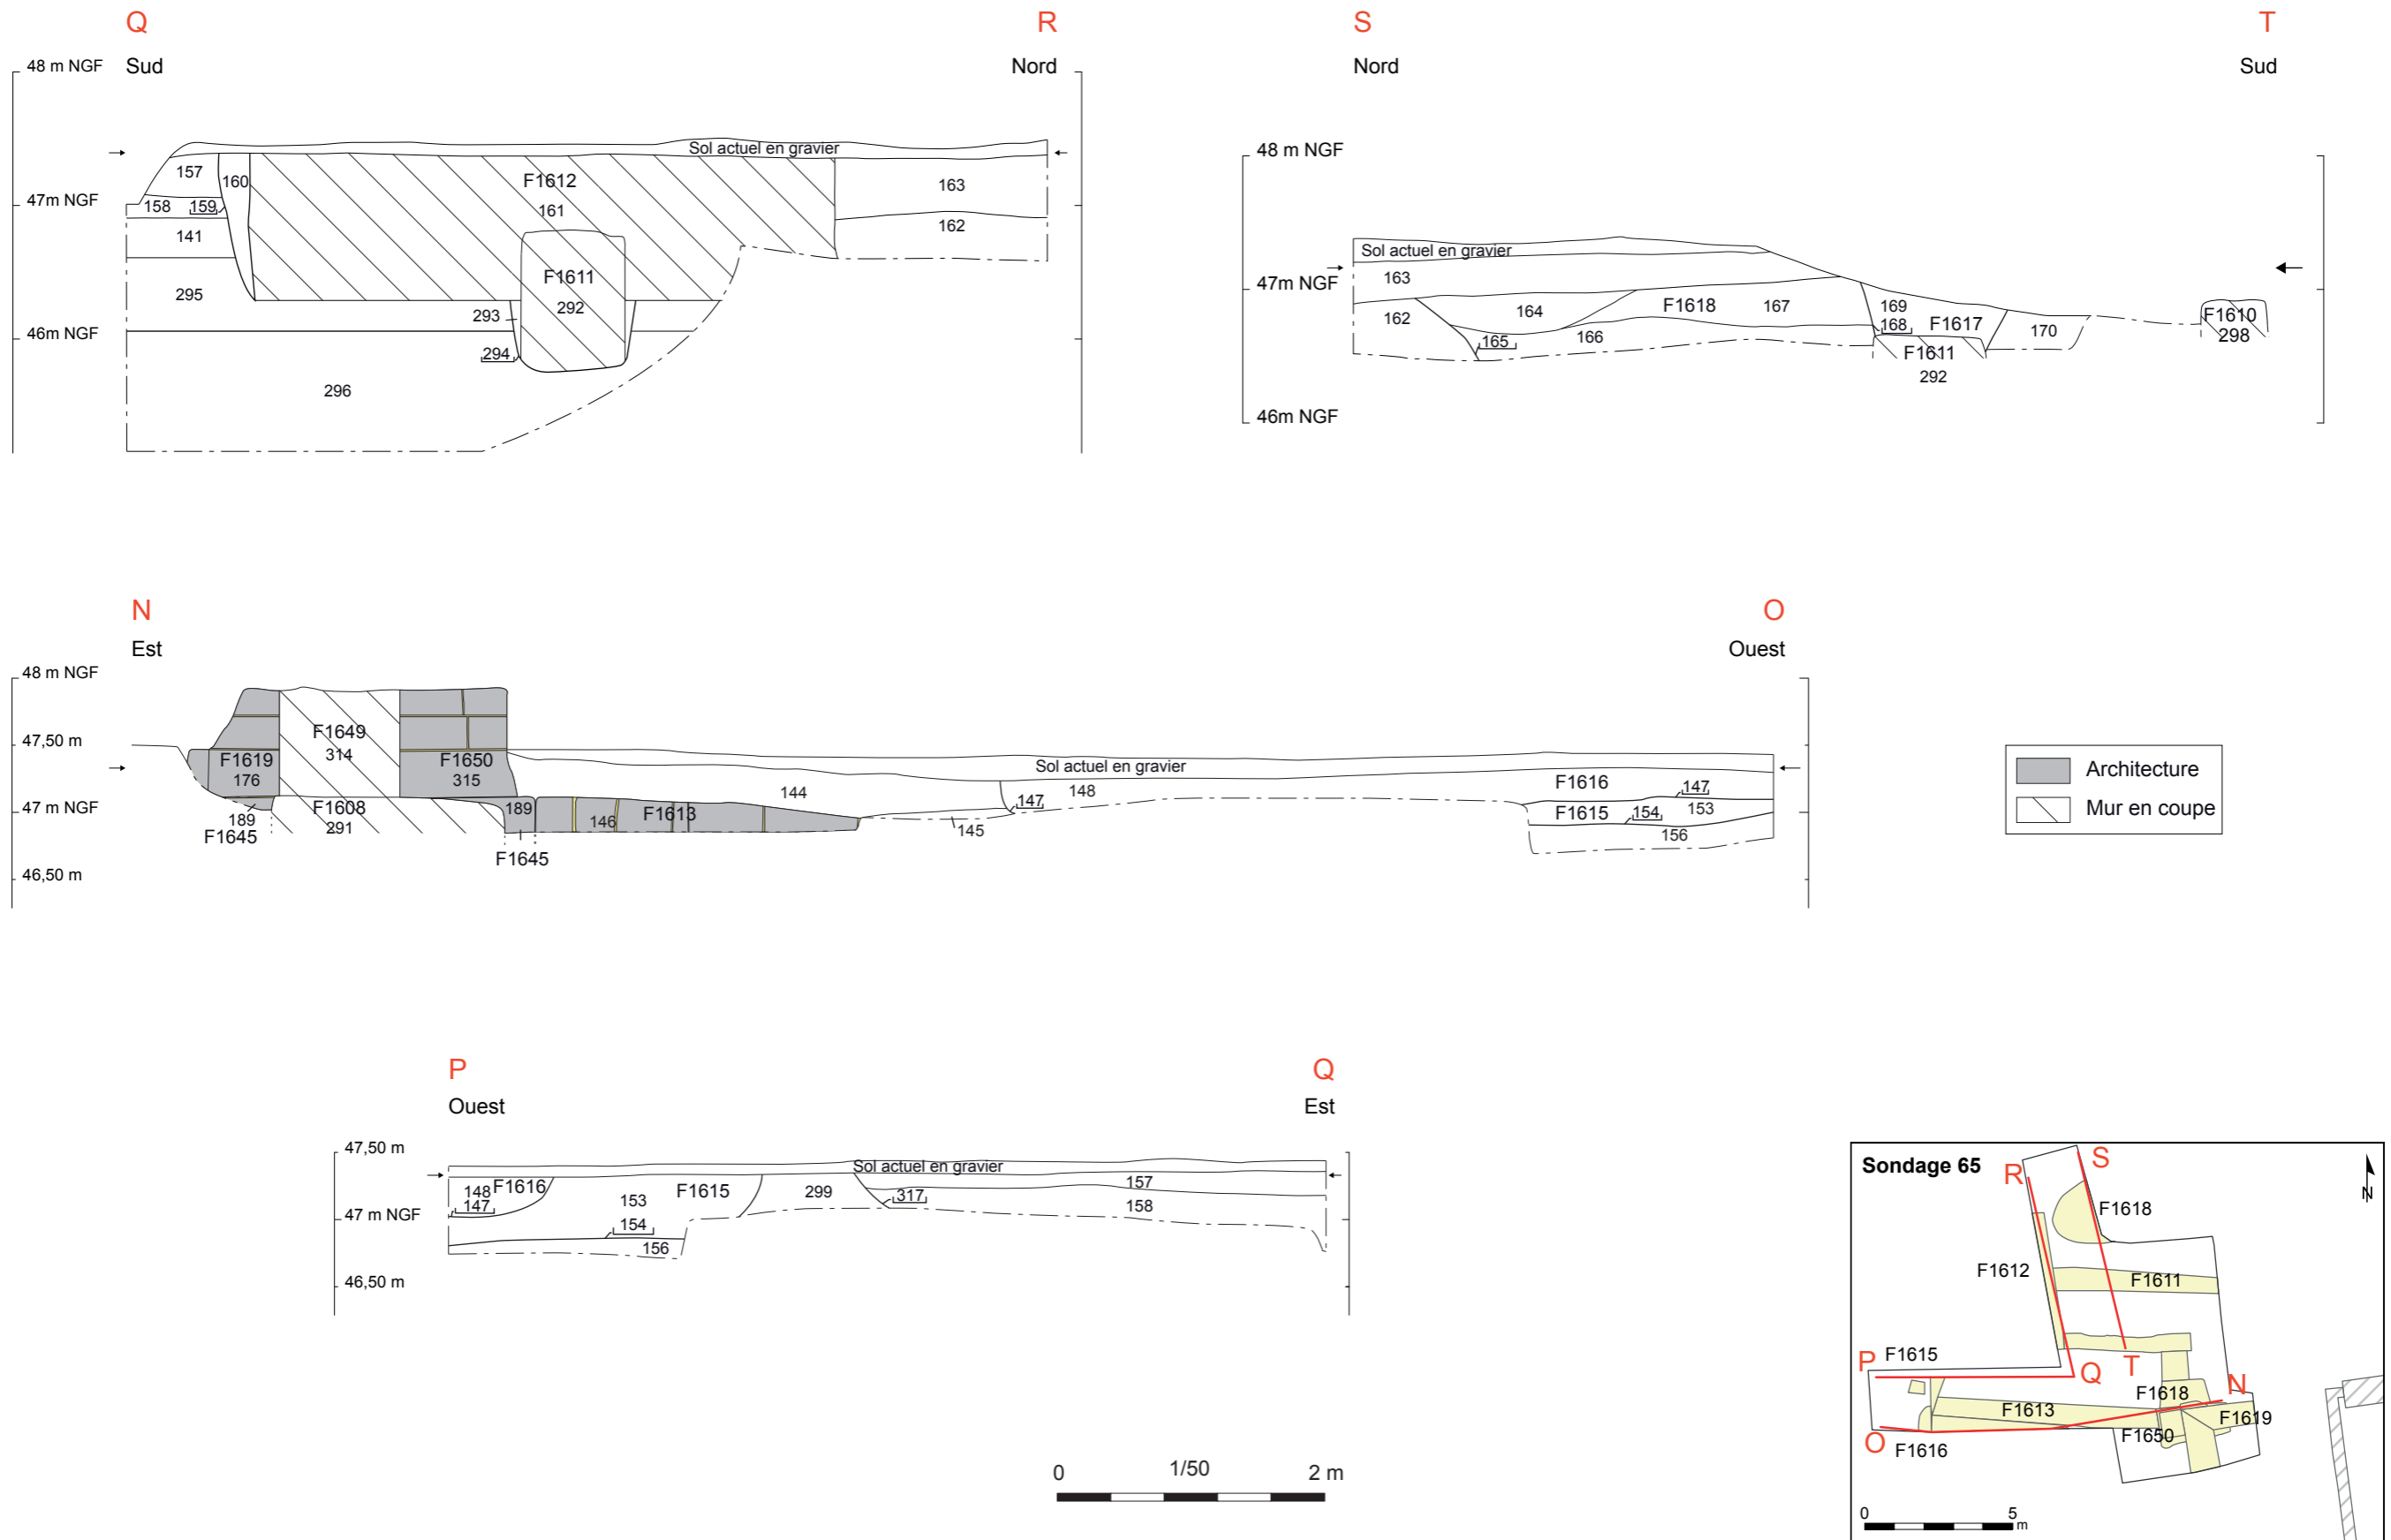 Q
R
Sud
Nord
48 m NGF
47m NGF
46m NGF
Sol actuel en gravier
157
160
F1612
163
158
159
161
162
141
F1611
295
292
293
294
296
S
T
Nord
Sud
48 m NGF
47m NGF
46m NGF
Sol actuel en gravier
163
164
F1618
167
169
162
168
F1617
170
F1610
298
165
166
F1611
292
N
O
Est
Ouest
48 m NGF
47,50 m
47 m NGF
46,50 m
F1649
314
F1619
176
F1650
315
Sol actuel en gravier
F1616
147
144
147
148
189
F1608
291
189
F1645
146
F1613
145
F1615
154
153
156
F1645
Architecture
Mur en coupe
P
Q
Ouest
Est
47,50 m
47 m NGF
46,50 m
Sol actuel en gravier
148
F1616
147
153
F1615
299
317
157
158
154
156
0
1/50
2 m
Sondage 65
R
S
N
F1618
F1612
F1611
P
F1615
Q
T
N
F1618
F1613
F1619
F1650
O
F1616
0
5
m